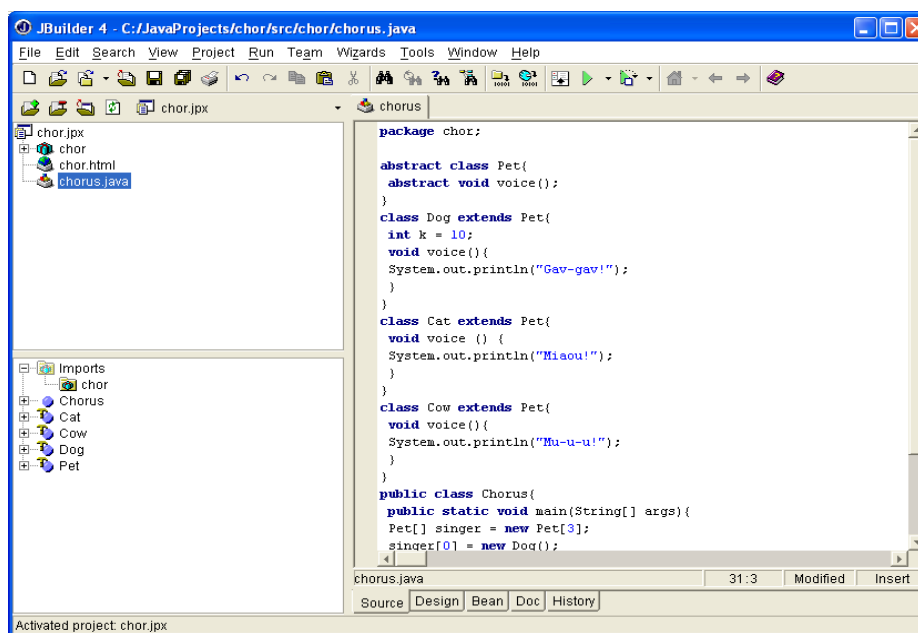 JBuilder 4 - C:/JavaProjects/chor/src/chor/chorus.java
File Edit Search View Project Run Team Wizards Tools Window Help
chor.jpx
chorus
chor.jpx
chor
chor.html
chorus.java
Imports
chor
Chorus
Cat
Cow
Dog
Pet
package chor;
abstract class Pet{
abstract void voice();
}
class Dog extends Pet{
int k = 10;
void voice(){
System.out.println("Gav-gav!");
}
}
class Cat extends Pet{
void voice () {
System.out.println("Miaou!");
}
}
class Cow extends Pet{
void voice(){
System.out.println("Mu-u-u!");
}
}
public class Chorus{
public static void main(String[] args){
Pet[] singer = new Pet[3];
singer[0] = new Dog();
chorus.java 31:3 Modified Insert
Source Design Bean Doc History
Activated project: chor.jpx